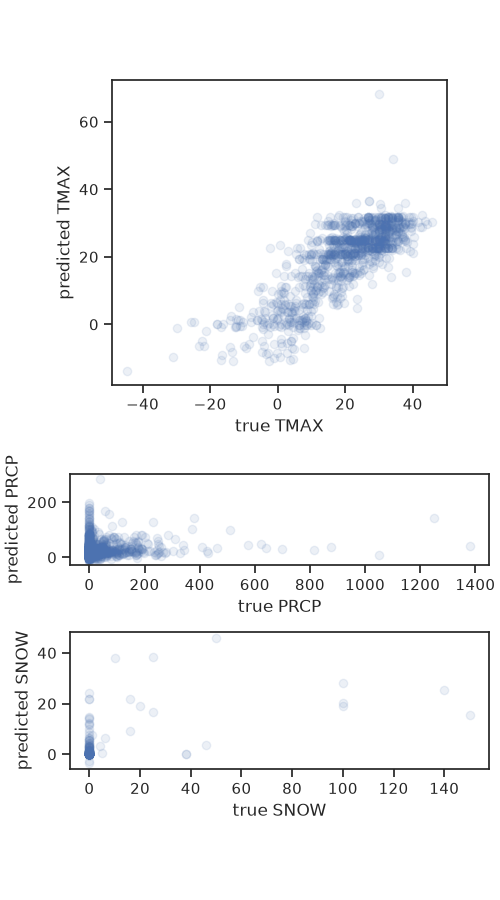 60
40
20
0
predicted TMAX
−40 −20 0 20 40
true TMAX
200
0
predicted PRCP
0 200 400 600 800 1000 1200 1400
true PRCP
40
20
0
predicted SNOW
0 20 40 60 80 100 120 140
true SNOW